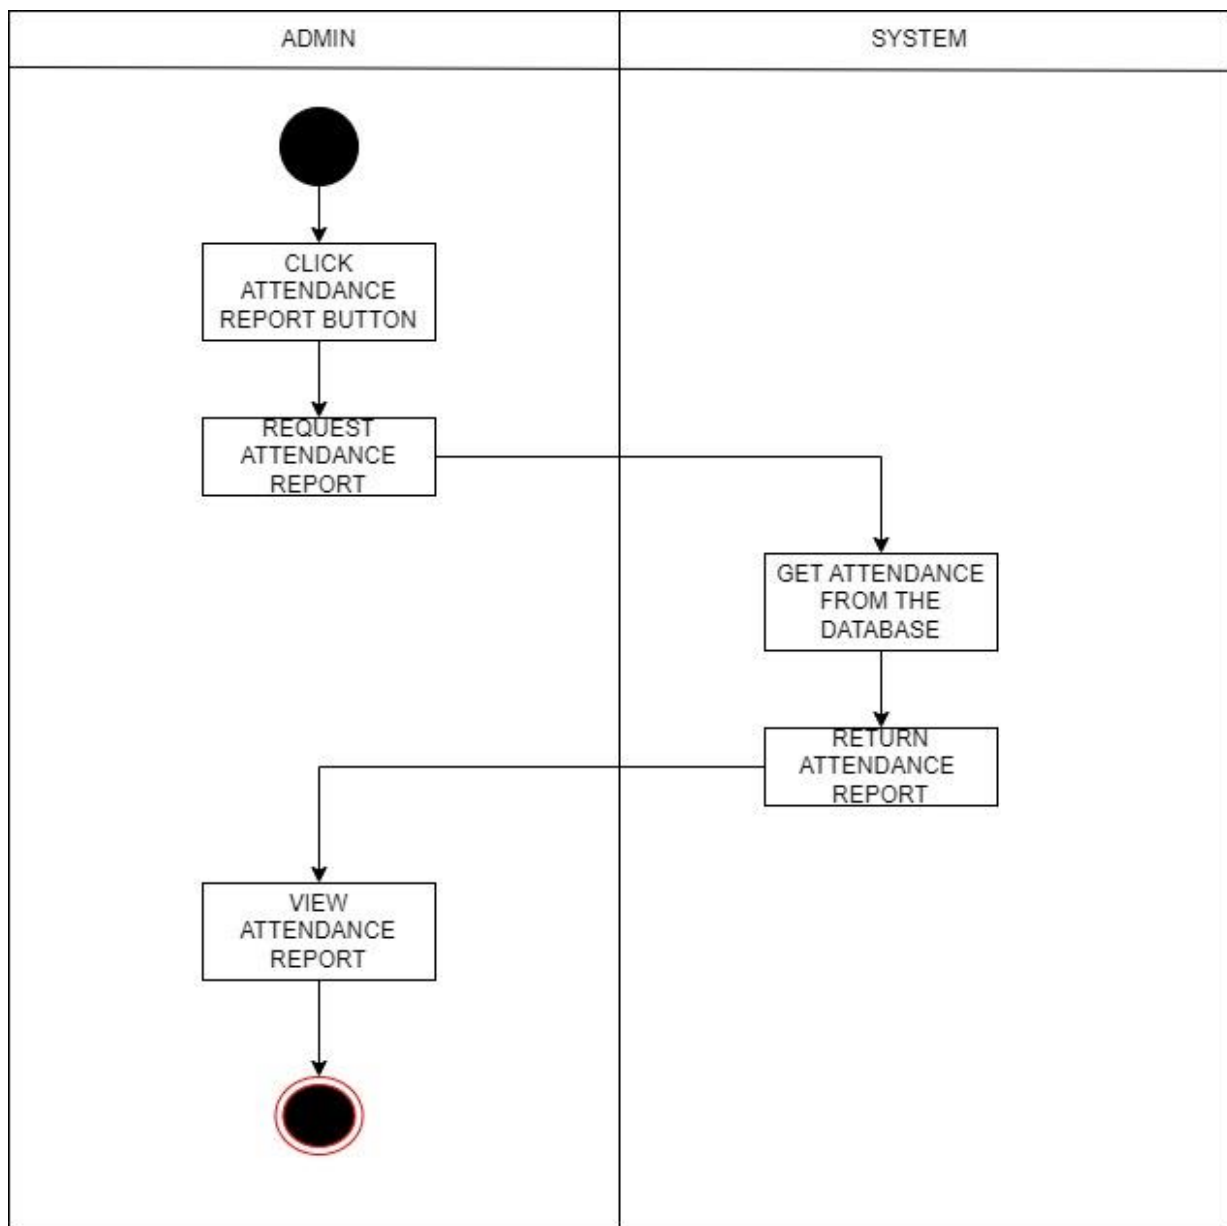 ADMIN
SYSTEM
CLICK
ATTENDANCE
REPORT BUTTON
REQUEST
ATTENDANCE
REPORT
GET ATTENDANCE
FROM THE
DATABASE
RETURN
ATTENDANCE
REPORT
VIEW
ATTENDANCE
REPORT